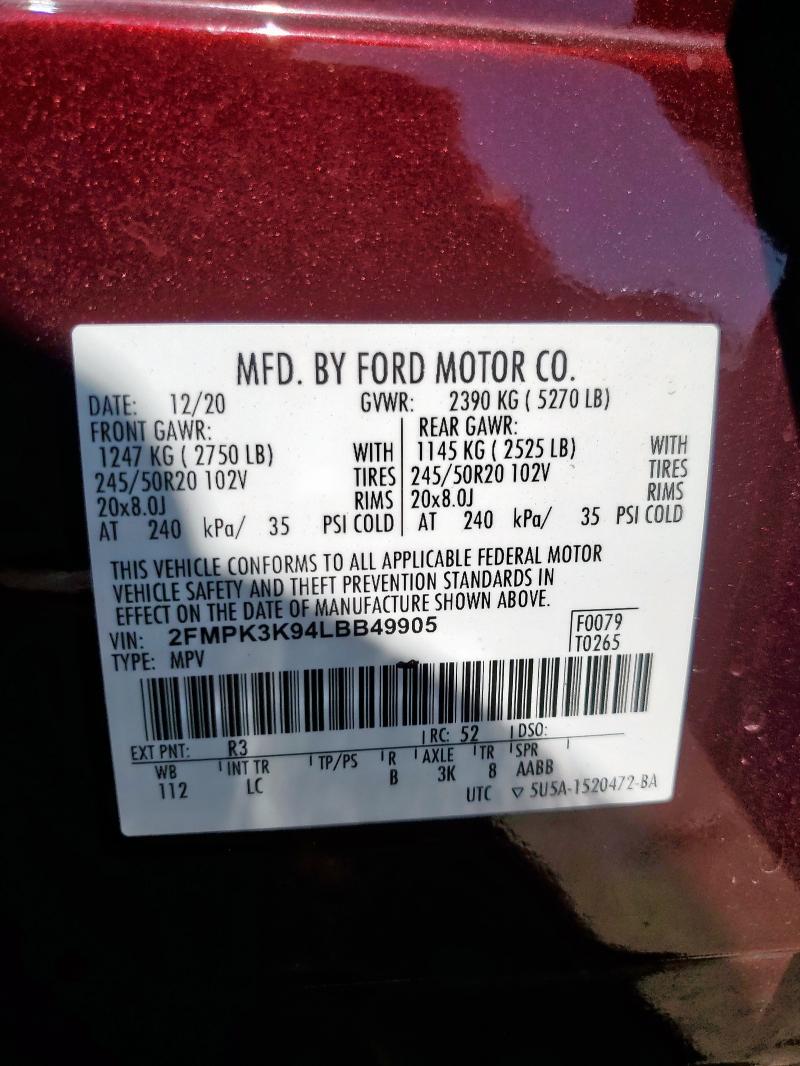 MFD. BY FORD MOTOR CO.
DATE: 12/20 GVWR: 2390 KG ( 5270 LB)
FRONT GAWR: REAR GAWR:
1247 KG ( 2750 LB) WITH 1145 KG ( 2525 LB) WITH
245/50R20 102V TIRES 245/50R20 102V TIRES
20x8.0J RIMS 20x8.0J RIMS
AT 240 kPa/ 35 PSI COLD AT 240 kPa/ 35 PSI COLD
THIS VEHICLE CONFORMS TO ALL APPLICABLE FEDERAL MOTOR
VEHICLE SAFETY AND THEFT PREVENTION STANDARDS IN
EFFECT ON THE DATE OF MANUFACTURE SHOWN ABOVE.
VIN: 2FMPK3K94LBB49905 F0079
TYPE: MPV T0265
EXT PNT: R3 RC: 52 DSO:
WB INT TR TP/PS R AXLE TR SPR
112 LC B 3K 8 AABB
UTC ▽ 5U5A-1520472-BA